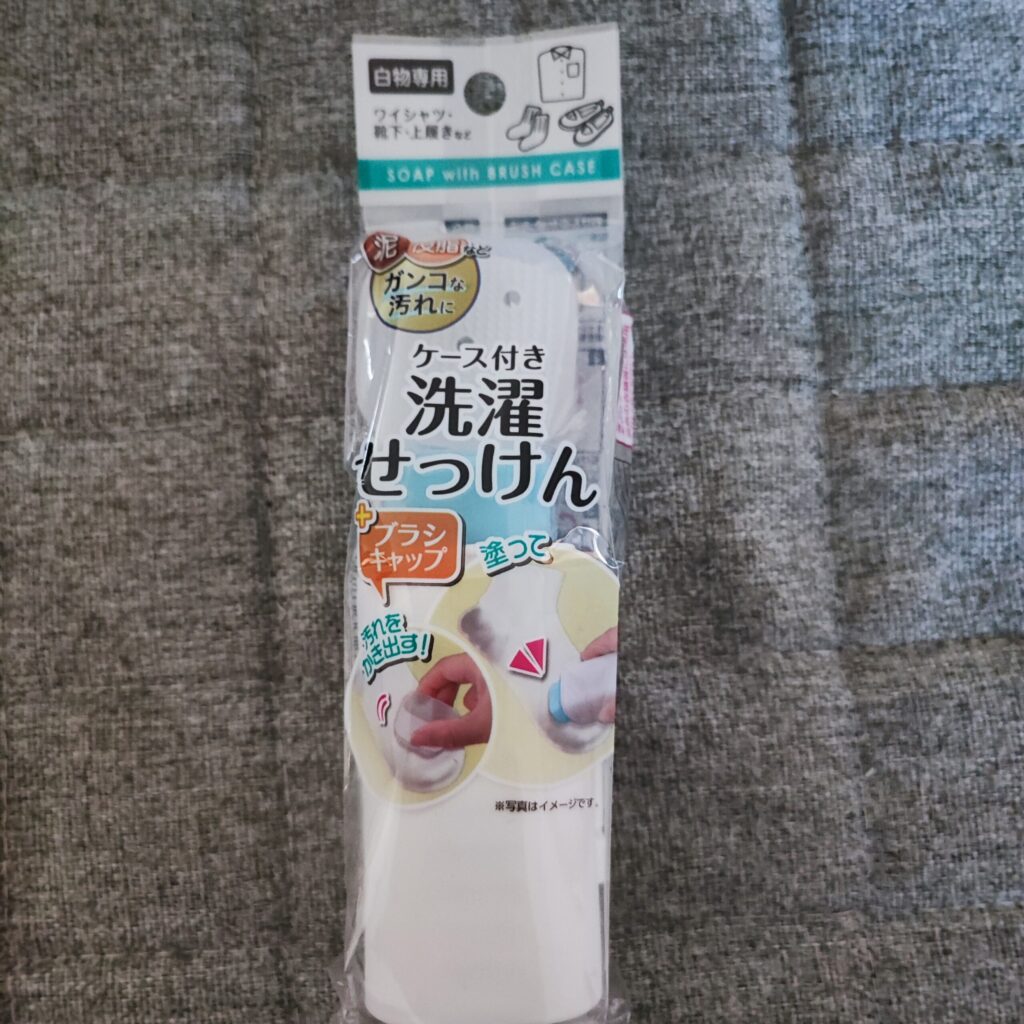 白物専用
ワイシャツ・
靴下・上履きなど
SOAP with BRUSH CASE
泥 皮脂など
ガンコな
汚れに
ケース付き
洗濯
せっけん
+
ブラシ
キャップ
塗って
汚れを
かき出す!
※写真はイメージです。